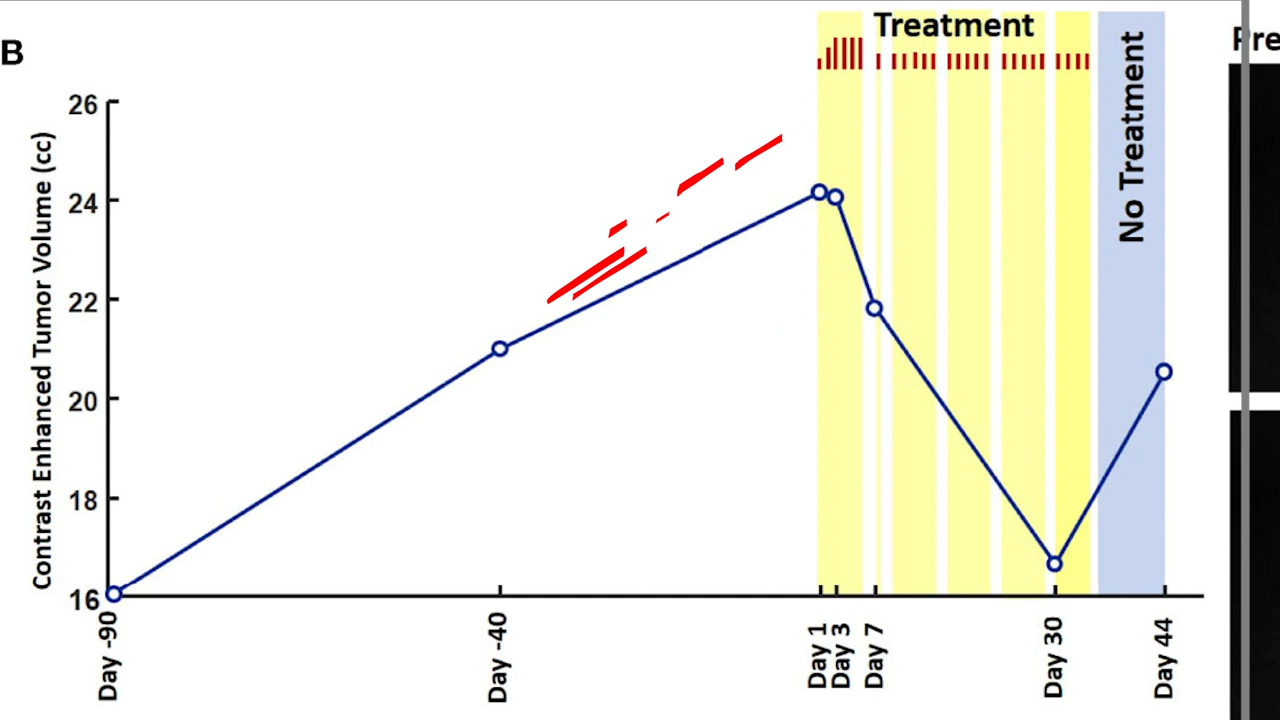 B
Treatment
No Treatment
Contrast Enhanced Tumor Volume (cc)
26
24
22
20
18
16
Day -90
Day -40
Day 1
Day 3
Day 7
Day 30
Day 44
Pre